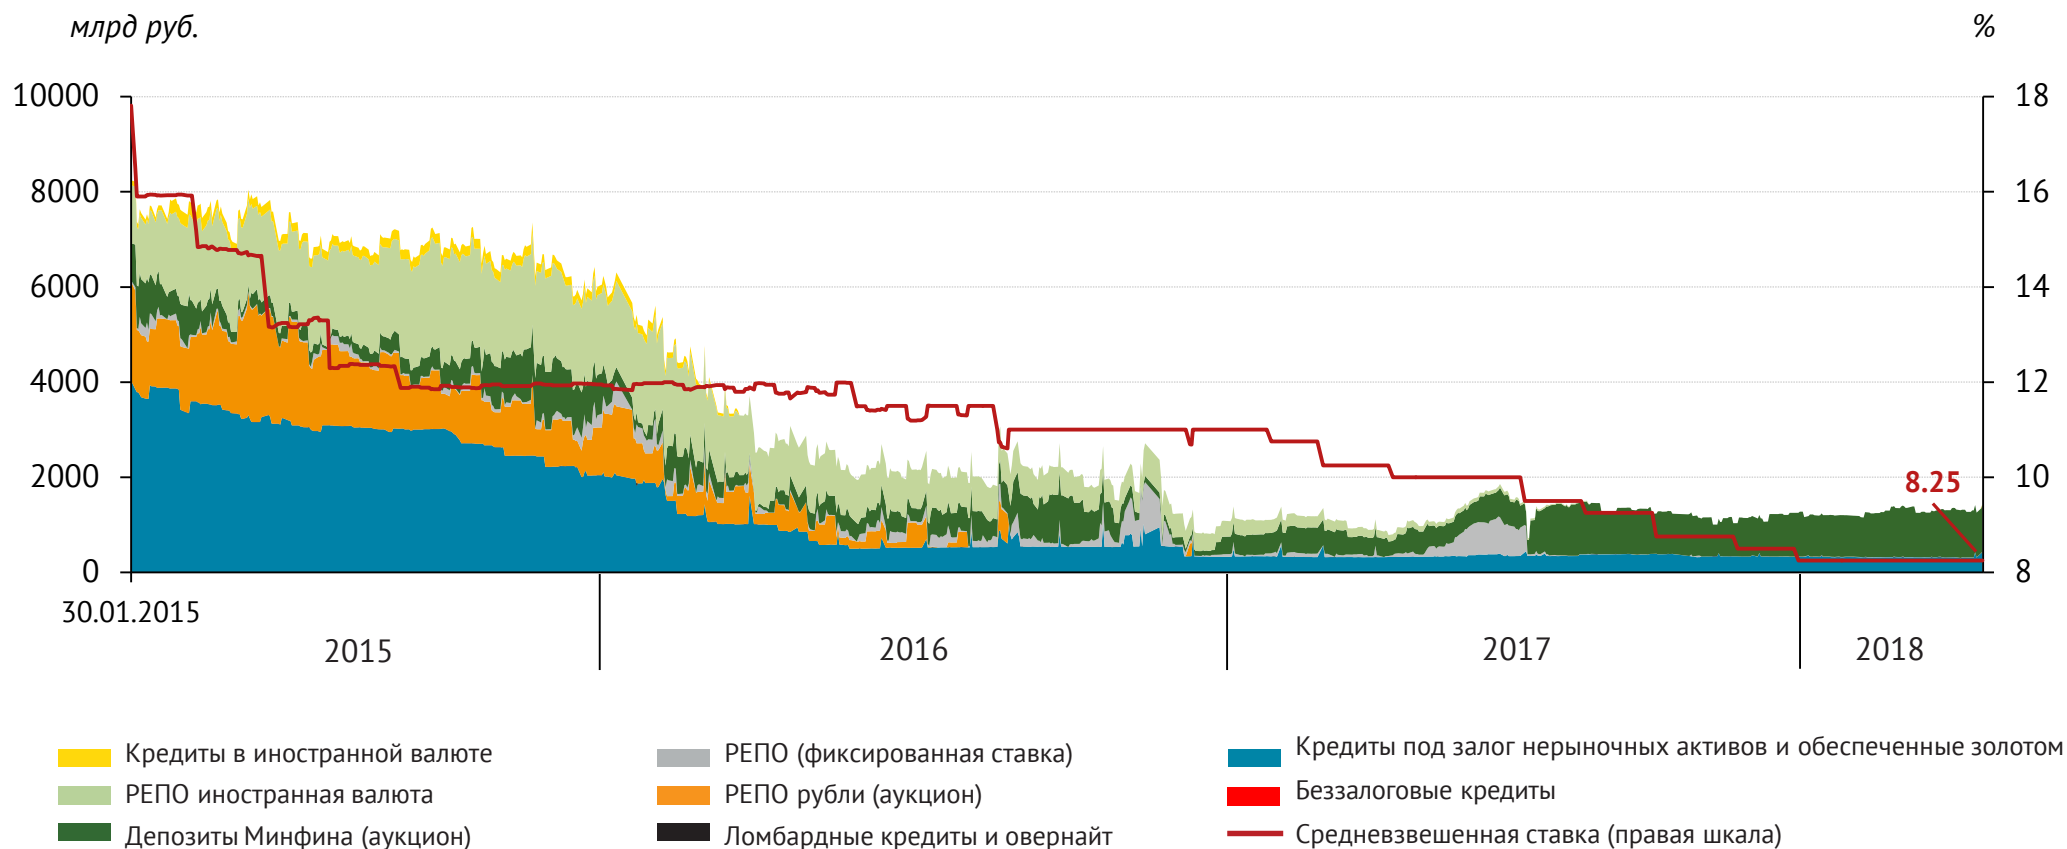 млрд руб.
%
10000
8000
6000
4000
2000
0
18
16
14
12
10
8
8.25
30.01.2015
2015
2016
2017
2018
Кредиты в иностранной валюте
РЕПО иностранная валюта
Депозиты Минфина (аукцион)
РЕПО (фиксированная ставка)
РЕПО рубли (аукцион)
Ломбардные кредиты и овернайт
Кредиты под залог нерыночных активов и обеспеченные золотом
Беззалоговые кредиты
Средневзвешенная ставка (правая шкала)